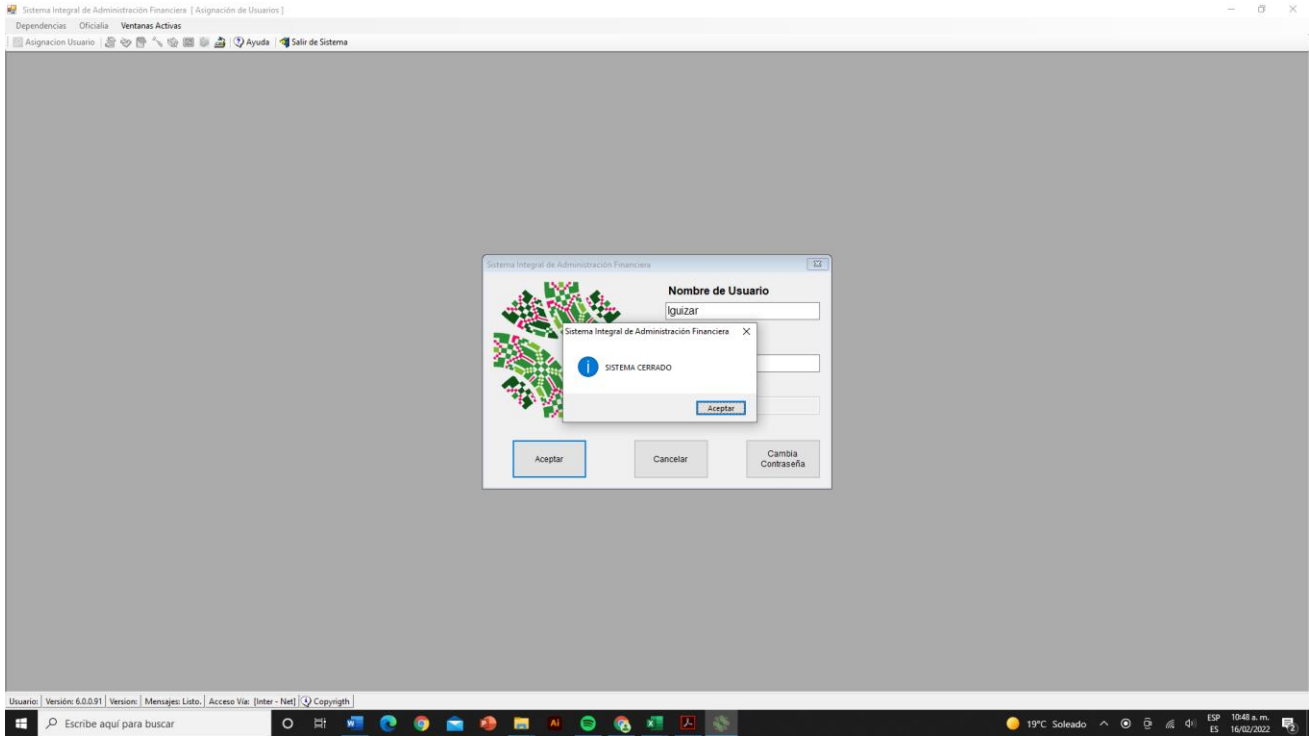 Sistema Integral de Administración Financiera [ Asignación de Usuarios ]
Dependencias Oficialia Ventanas Activas
Asignacion Usuario Ayuda Salir de Sistema
Sistema Integral de Administración Financiera
Nombre de Usuario
lguizar
Sistema Integral de Administración Financiera
SISTEMA CERRADO
Aceptar
Aceptar
Cancelar
Cambia
Contraseña
Usuario: Versión: 6.0.0.91 Version: Mensajes: Listo. Acceso Vía: [Inter - Net] Copyrigth
Escribe aquí para buscar
19°C Soleado
ESP
ES
10:48 a. m.
16/02/2022